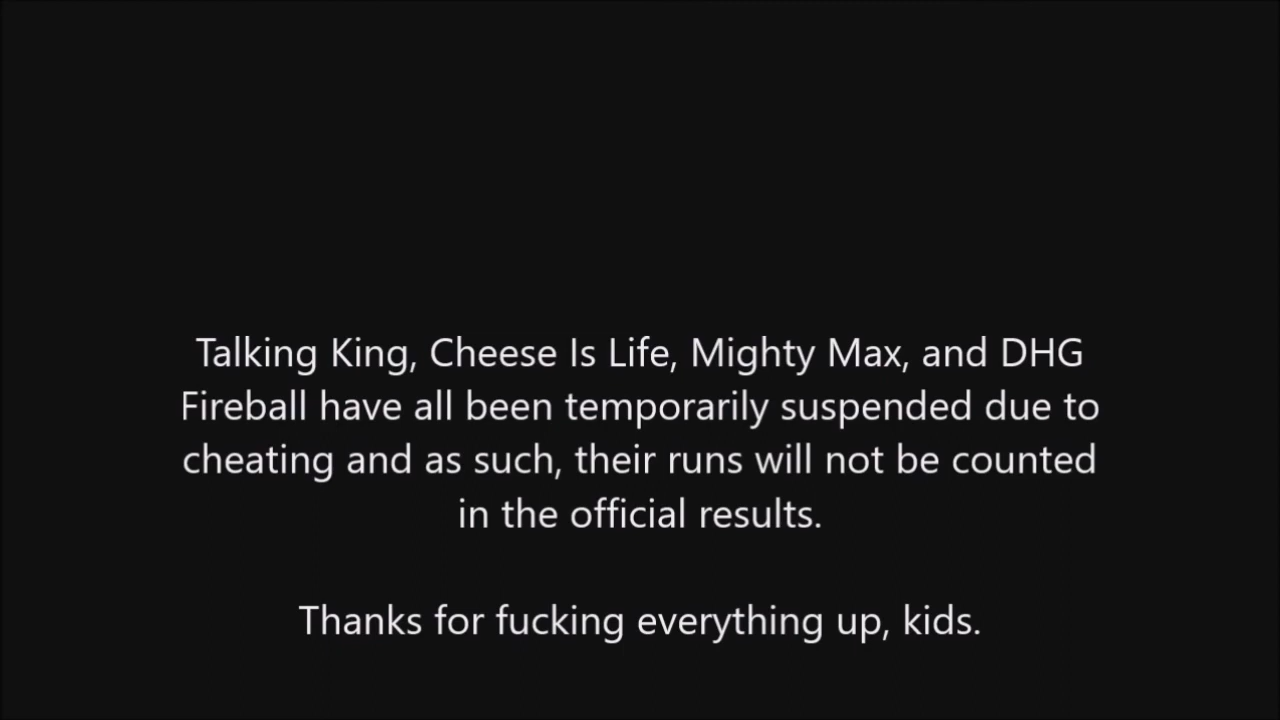 Talking King, Cheese Is Life, Mighty Max, and DHG
Fireball have all been temporarily suspended due to
cheating and as such, their runs will not be counted
in the official results.
Thanks for fucking everything up, kids.